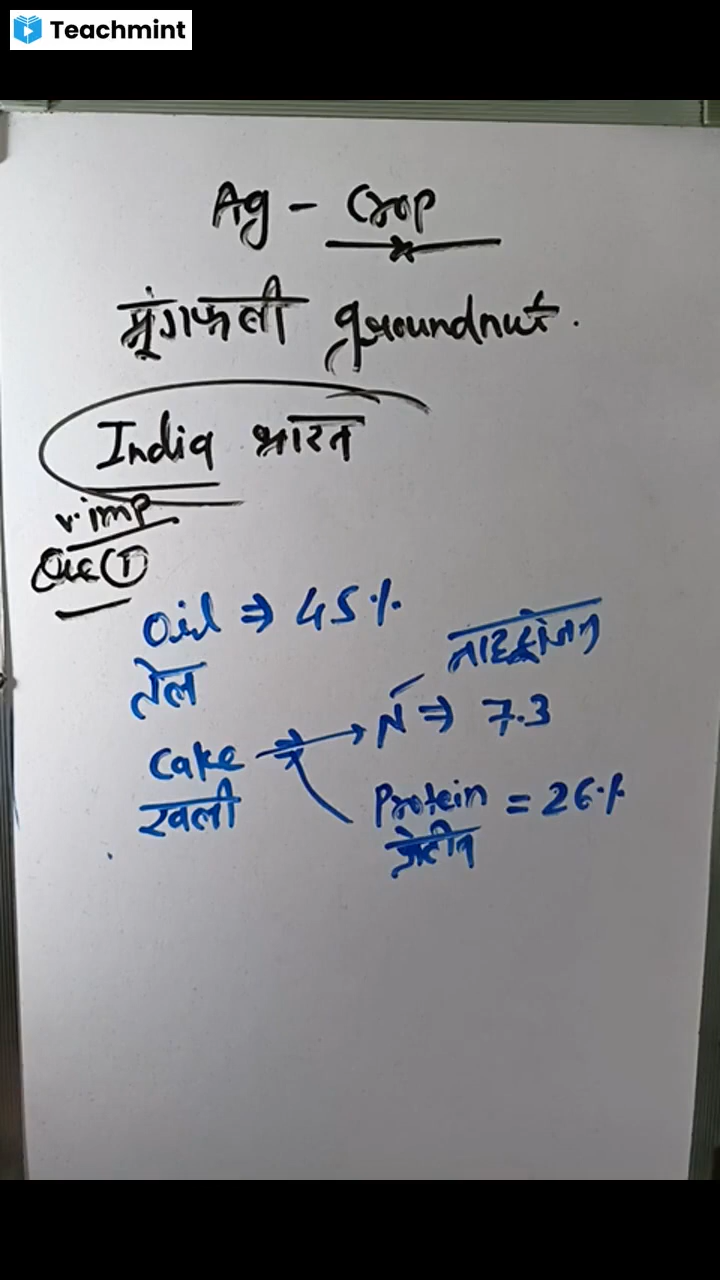 Teachmint
Ag - Crop
मूंगफली groundnut.
India भारत
v.imp
Que ①
oil ⇒ 45%
तेल
नाइट्रोजन
Cake → N ⇒ 7.3
खली
Protein = 26%
प्रोटीन